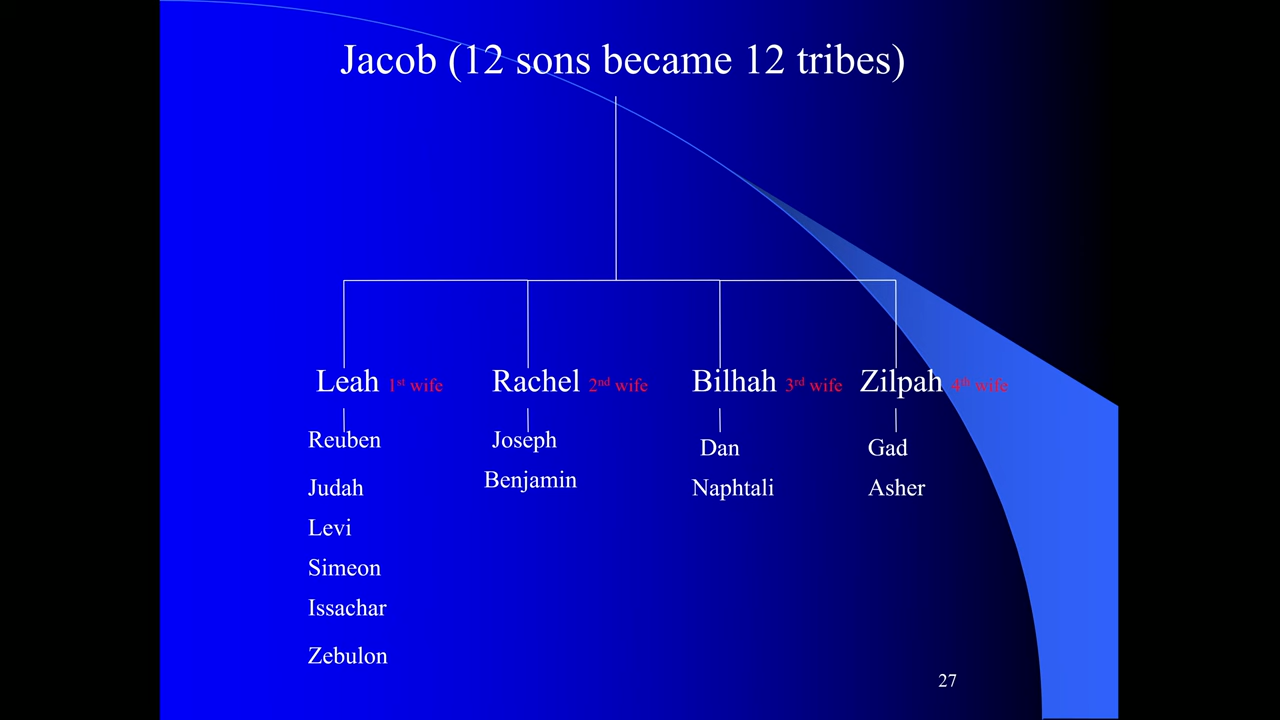 Jacob (12 sons became 12 tribes)
Leah 1st wife
Rachel 2nd wife
Bilhah 3rd wife
Zilpah 4th wife
Reuben
Judah
Levi
Simeon
Issachar
Zebulon
Joseph
Benjamin
Dan
Naphtali
Gad
Asher
27